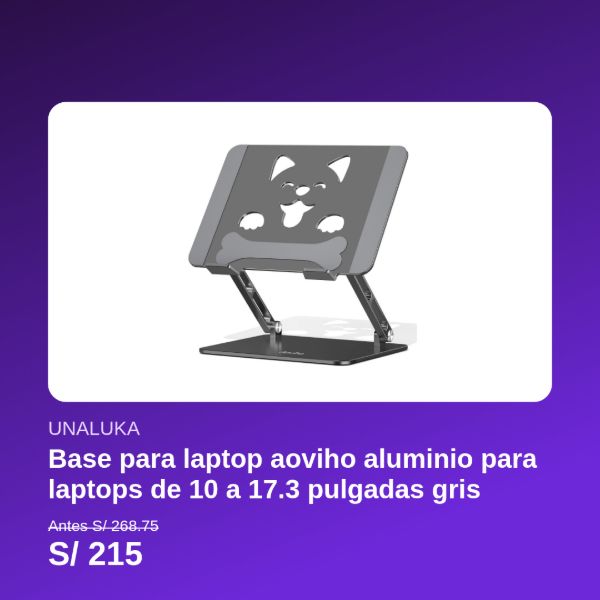 UNALUKA
Base para laptop aoviho aluminio para
laptops de 10 a 17.3 pulgadas gris
Antes S/ 268.75
S/ 215